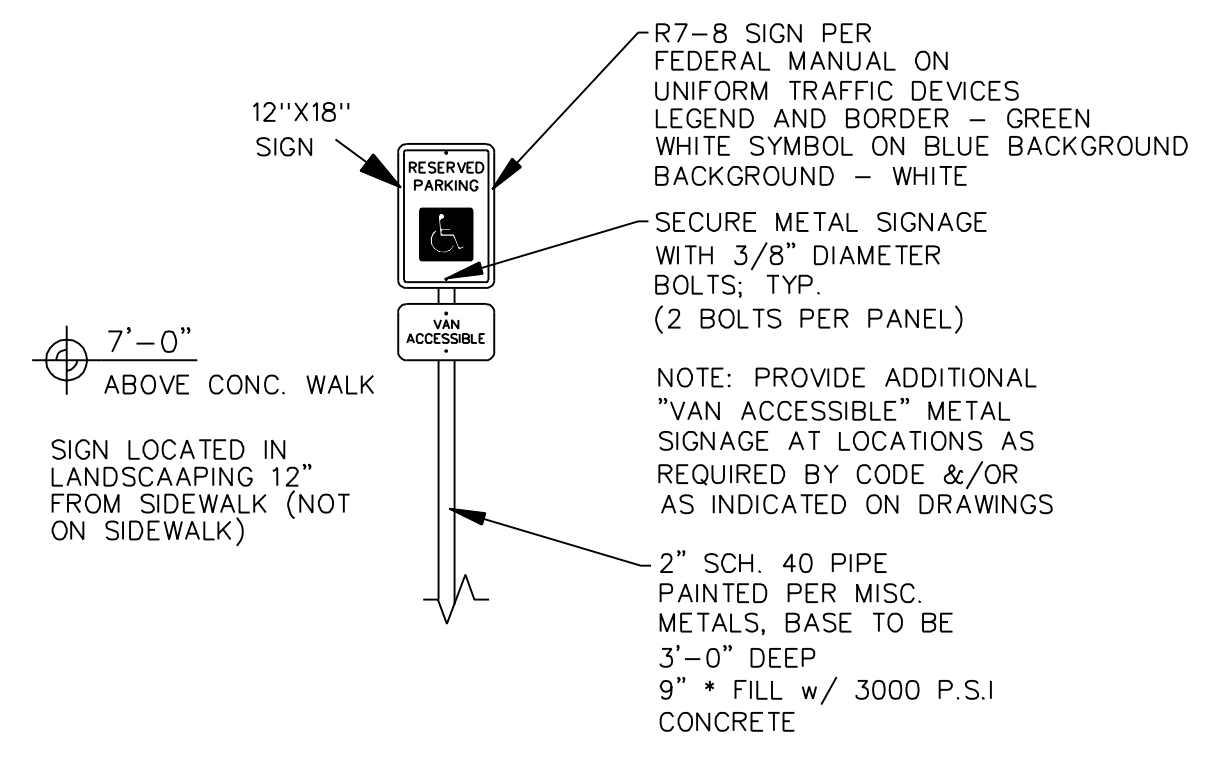 R7-8 SIGN PER
FEDERAL MANUAL ON
UNIFORM TRAFFIC DEVICES
LEGEND AND BORDER - GREEN
WHITE SYMBOL ON BLUE BACKGROUND
BACKGROUND - WHITE
12"X18"
SIGN
RESERVED
PARKING
SECURE METAL SIGNAGE
WITH 3/8" DIAMETER
BOLTS; TYP.
(2 BOLTS PER PANEL)
VAN
ACCESSIBLE
7'-0"
ABOVE CONC. WALK
SIGN LOCATED IN
LANDSCAAPING 12"
FROM SIDEWALK (NOT
ON SIDEWALK)
NOTE: PROVIDE ADDITIONAL
"VAN ACCESSIBLE" METAL
SIGNAGE AT LOCATIONS AS
REQUIRED BY CODE &/OR
AS INDICATED ON DRAWINGS
2" SCH. 40 PIPE
PAINTED PER MISC.
METALS, BASE TO BE
3'-0" DEEP
9" * FILL w/ 3000 P.S.I
CONCRETE